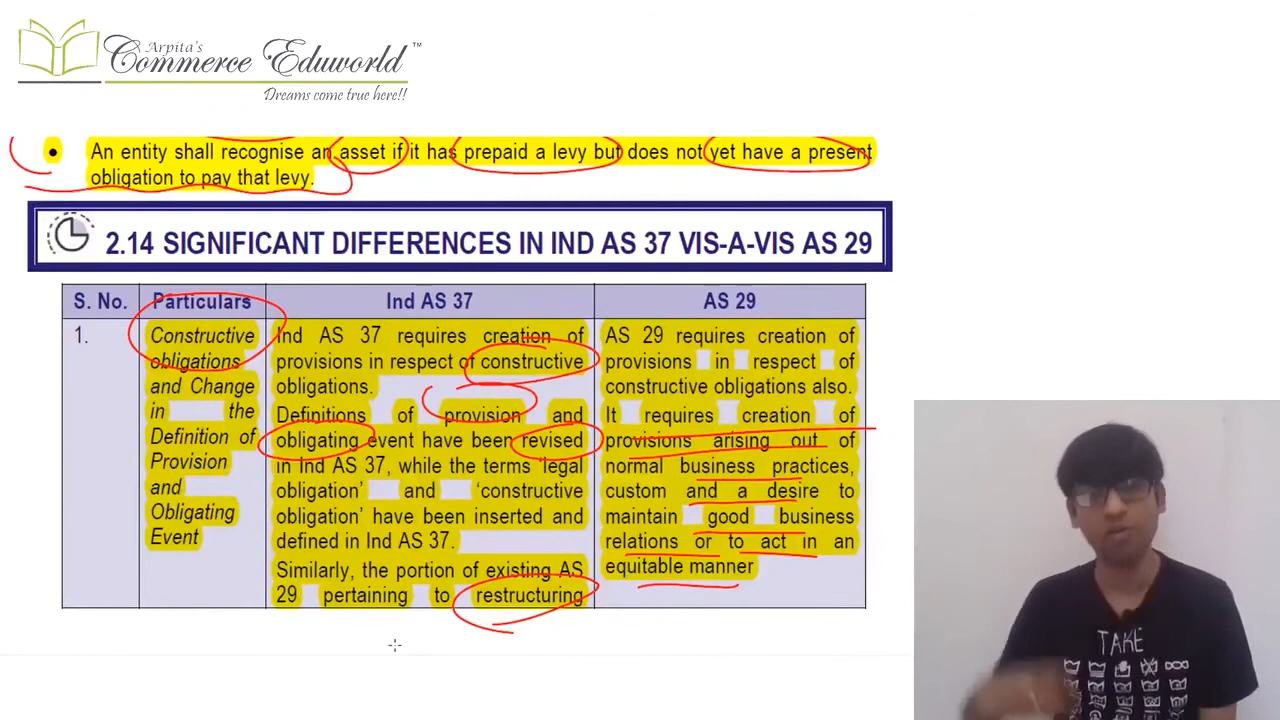 Arpita's
Commerce Eduworld™
Dreams come true here!!
• An entity shall recognise an asset if it has prepaid a levy but does not yet have a present
obligation to pay that levy.
2.14 SIGNIFICANT DIFFERENCES IN IND AS 37 VIS-A-VIS AS 29
S. No.
Particulars
Ind AS 37
AS 29
1.
Constructive
obligations
and Change
in the
Definition of
Provision
and
Obligating
Event
Ind AS 37 requires creation of
provisions in respect of constructive
obligations.
Definitions of provision and
obligating event have been revised
in Ind AS 37, while the terms ‘legal
obligation’ and ‘constructive
obligation’ have been inserted and
defined in Ind AS 37.
Similarly, the portion of existing AS
29 pertaining to restructuring
AS 29 requires creation of
provisions in respect of
constructive obligations also.
It requires creation of
provisions arising out of
normal business practices,
custom and a desire to
maintain good business
relations or to act in an
equitable manner
TAKE